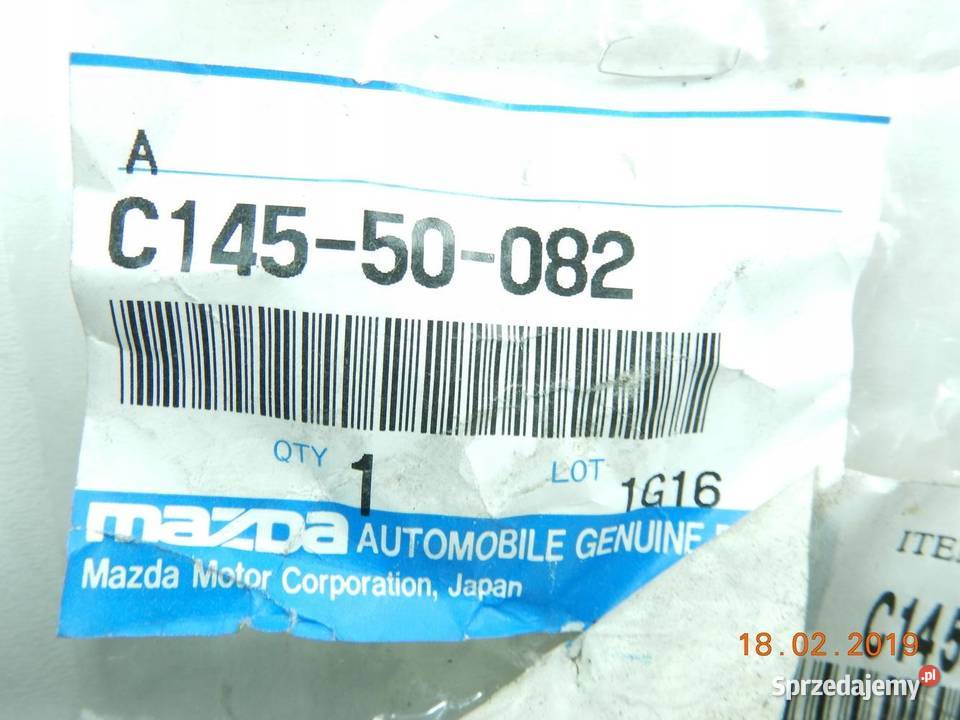 A
C145-50-082
QTY 1 LOT 1G16
mazda AUTOMOBILE GENUINE
Mazda Motor Corporation, Japan
C145
18.02.2019
Sprzedajemy.pl